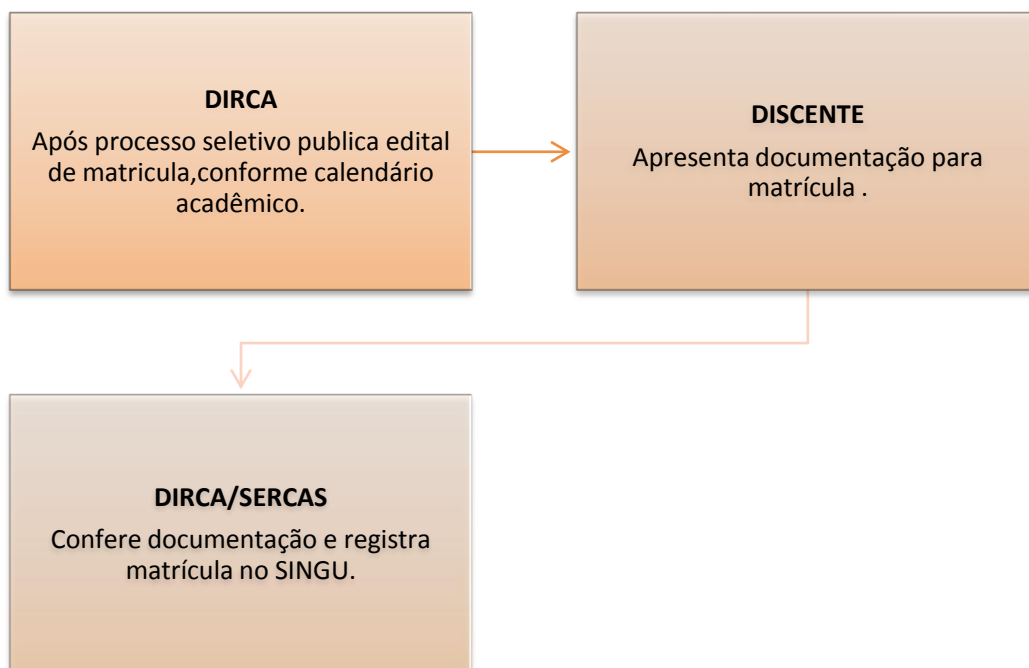 DIRCA
Após processo seletivo publica edital
de matricula,conforme calendário
acadêmico.
DISCENTE
Apresenta documentação para
matrícula .
DIRCA/SERCAS
Confere documentação e registra
matrícula no SINGU.